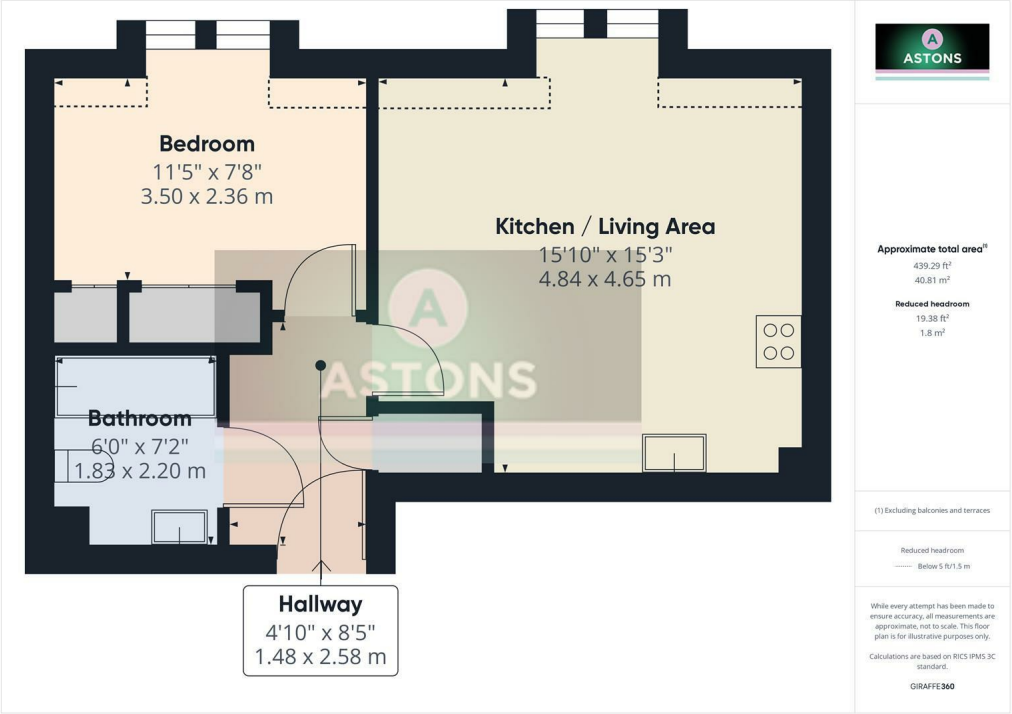 Bedroom
11'5" x 7'8"
3.50 x 2.36 m
Kitchen / Living Area
15'10" x 15'3"
4.84 x 4.65 m
A
ASTONS
Bathroom
6'0" x 7'2"
1.83 x 2.20 m
Hallway
4'10" x 8'5"
1.48 x 2.58 m
A
ASTONS
Approximate total area(1)
439.29 ft²
40.81 m²
Reduced headroom
19.38 ft²
1.8 m²
(1) Excluding balconies and terraces
Reduced headroom
Below 5 ft/1.5 m
While every attempt has been made to
ensure accuracy, all measurements are
approximate, not to scale. This floor
plan is for illustrative purposes only.
Calculations are based on RICS IPMS 3C
standard.
GIRAFFE360